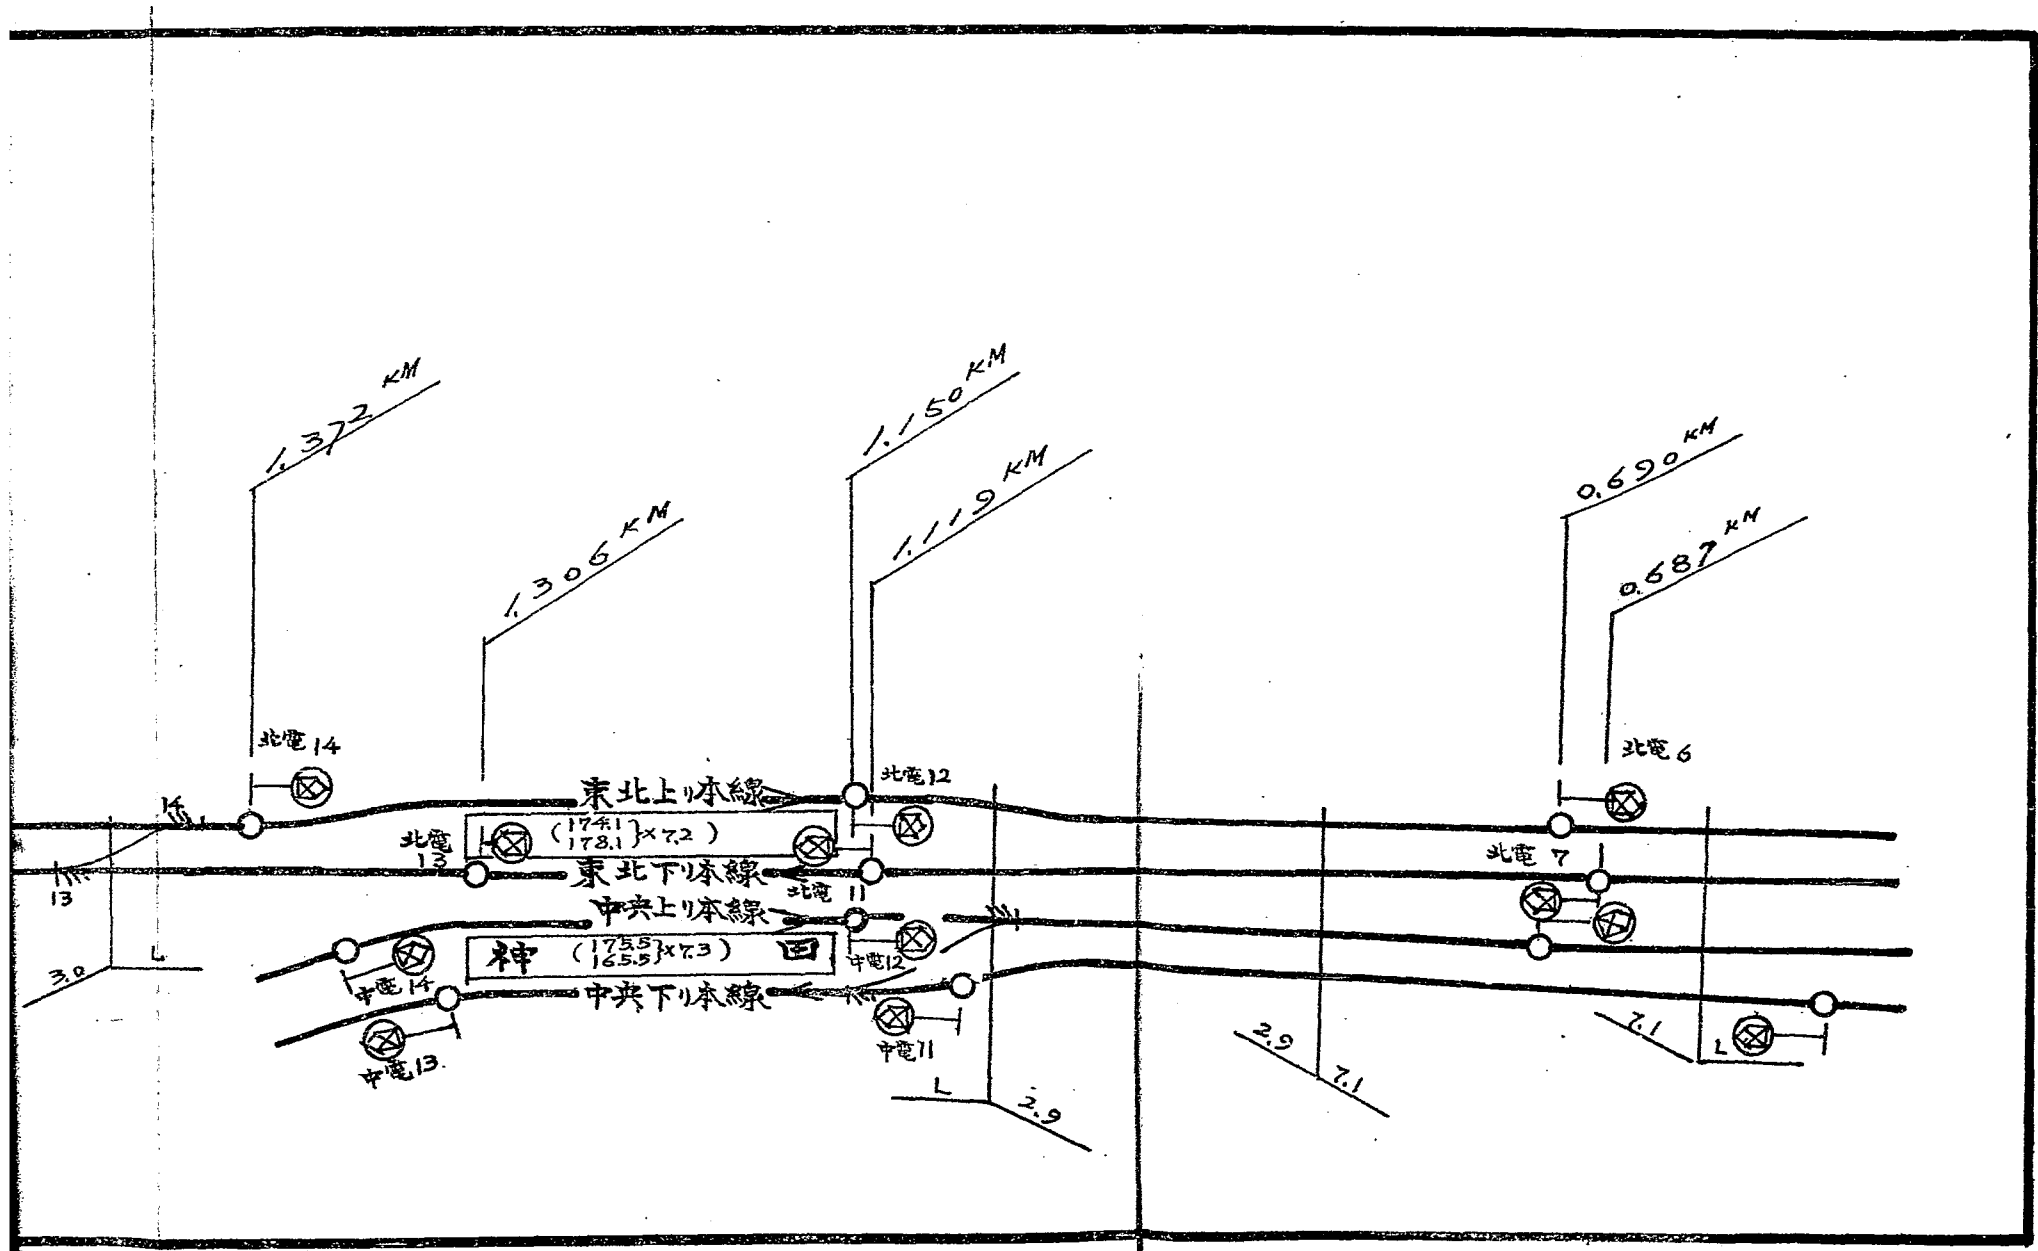 1.372 KM
1.306 KM
1.150 KM
1.119 KM
0.690 KM
0.687 KM
北電14
北電12
北電6
14
東北上り本線
(174.1
178.1}×7.2)
北電
13
北電7
13
東北下り本線
北電11
中央上り本線
神 (175.5
165.5}×7.3) 田
中電12
中電14
L
3.0
中央下り本線
中電11
中電13
2.9
7.1
7.1
L
L
2.9